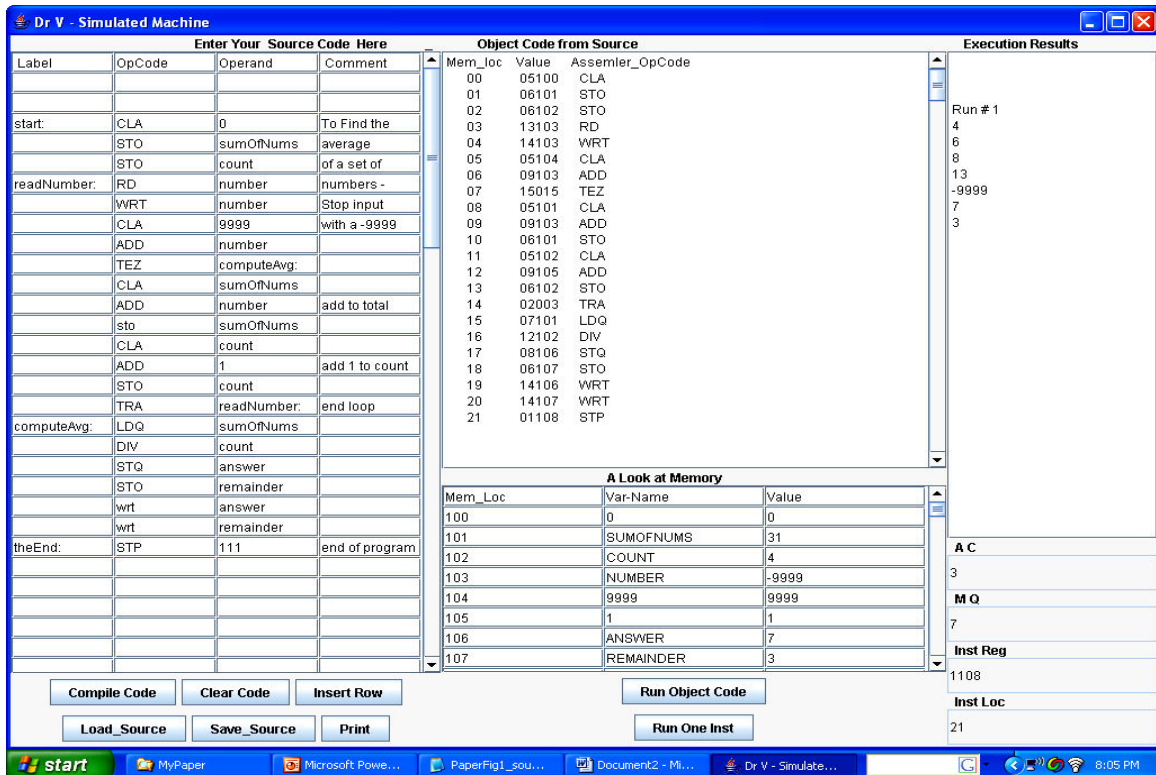 Dr V - Simulated Machine
Enter Your Source Code Here _
Label OpCode Operand Comment
start: CLA 0 To Find the
STO sumOfNums average
STO count of a set of
readNumber: RD number numbers -
WRT number Stop input
CLA 9999 with a -9999
ADD number
TEZ computeAvg:
CLA sumOfNums
ADD number add to total
sto sumOfNums
CLA count
ADD 1 add 1 to count
STO count
TRA readNumber: end loop
computeAvg: LDQ sumOfNums
DIV count
STQ answer
STO remainder
wrt answer
wrt remainder
theEnd: STP 111 end of program
Compile Code Clear Code Insert Row
Load_Source Save_Source Print
Object Code from Source
Mem_loc Value Assemler_OpCode
00 05100 CLA
01 06101 STO
02 06102 STO
03 13103 RD
04 14103 WRT
05 05104 CLA
06 09103 ADD
07 15015 TEZ
08 05101 CLA
09 09103 ADD
10 06101 STO
11 05102 CLA
12 09105 ADD
13 06102 STO
14 02003 TRA
15 07101 LDQ
16 12102 DIV
17 08106 STQ
18 06107 STO
19 14106 WRT
20 14107 WRT
21 01108 STP
A Look at Memory
Mem_Loc Var-Name Value
100 0 0
101 SUMOFNUMS 31
102 COUNT 4
103 NUMBER -9999
104 9999 9999
105 1 1
106 ANSWER 7
107 REMAINDER 3
Run Object Code
Run One Inst
Execution Results
Run # 1
4
6
8
13
-9999
7
3
A C
3
M Q
7
Inst Reg
1108
Inst Loc
21
start MyPaper Microsoft Powe... PaperFig1_sou... Document2 - Mi... Dr V - Simulate... G 8:05 PM